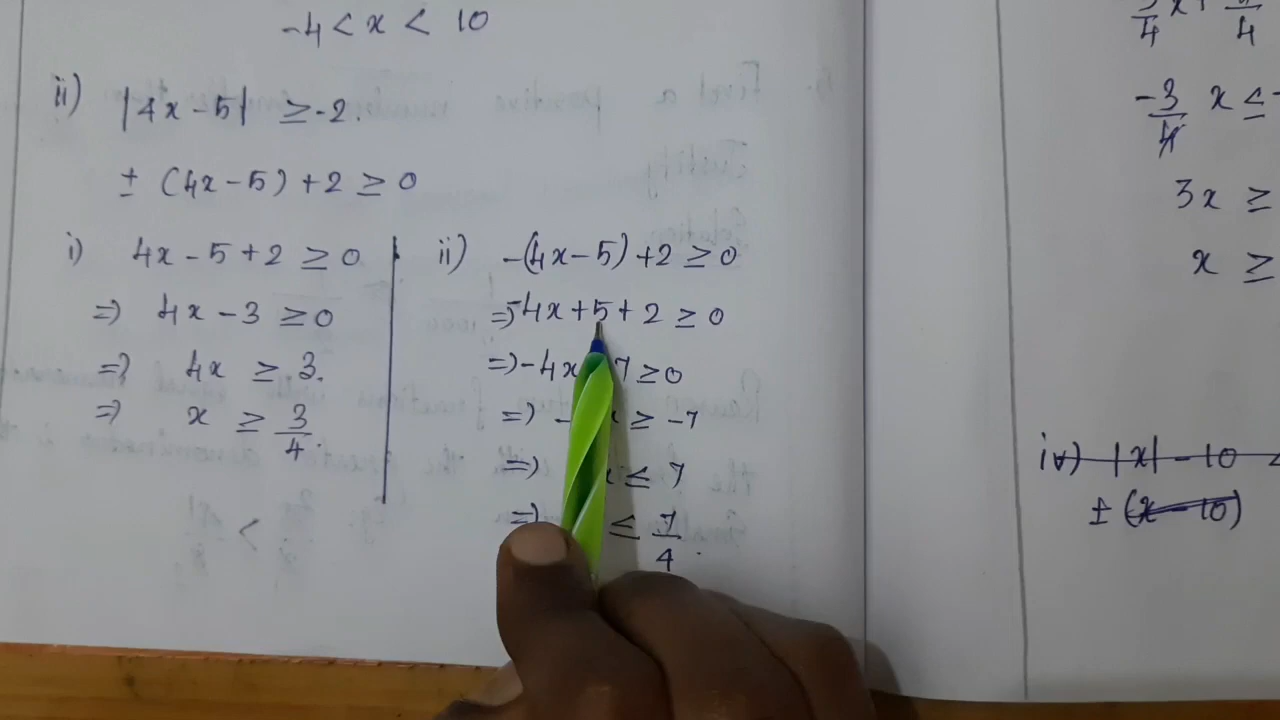 -4 < x < 10
ii) |4x-5| ≥ -2.
± (4x-5) +2 ≥ 0
i) 4x-5+2 ≥ 0
=> 4x-3 ≥ 0
=> 4x ≥ 3.
=> x ≥ 3/4.
ii) -(4x-5)+2 ≥ 0
=> -4x+5+2 ≥ 0
=> -4x 7 ≥ 0
=> - ≥ -7
=> x ≤ 7
=> ≤ 7/4.
-3/4 x ≤
3x ≥
x ≥
iv) |x| - 10
± (x-10)